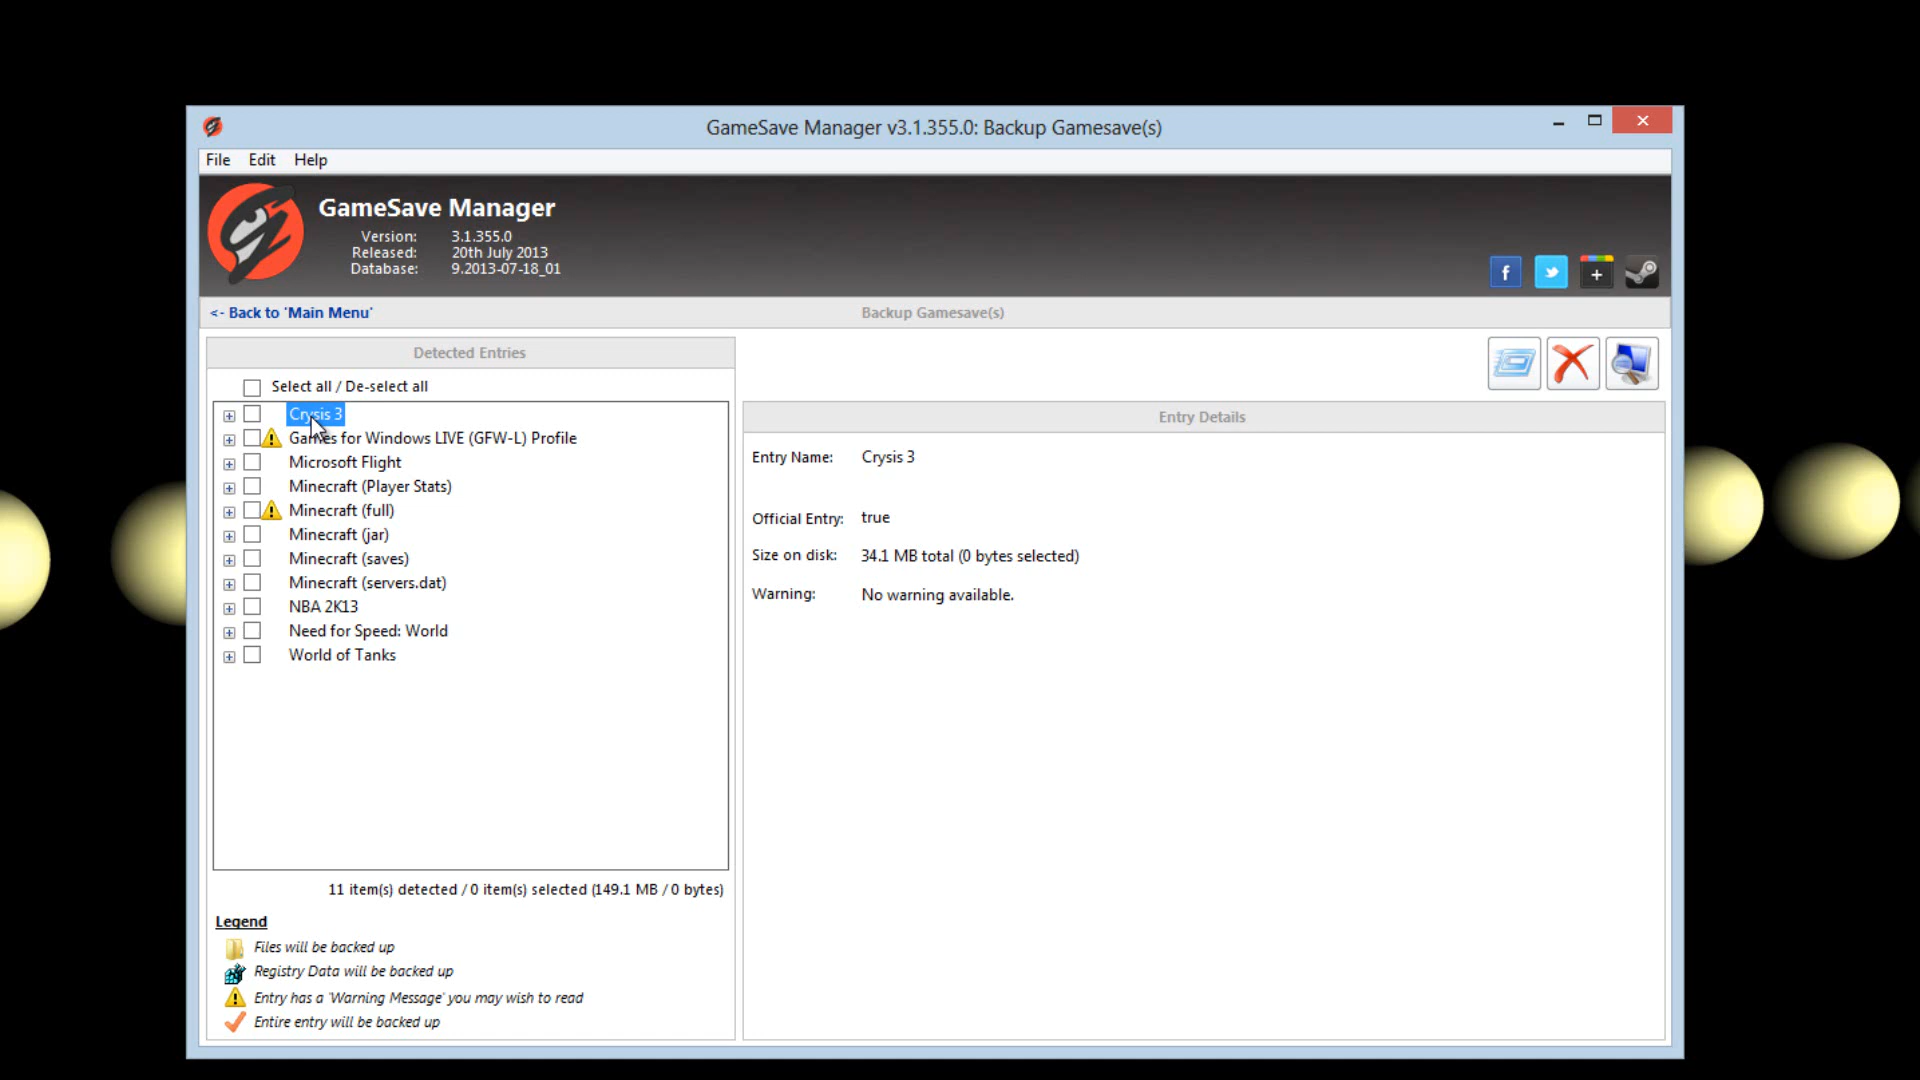 GameSave Manager v3.1.355.0: Backup Gamesave(s)
File Edit Help
GameSave Manager
Version: 3.1.355.0
Released: 20th July 2013
Database: 9.2013-07-18_01
<- Back to 'Main Menu'
Backup Gamesave(s)
Detected Entries
Select all / De-select all
Crysis 3
Games for Windows LIVE (GFW-L) Profile
Microsoft Flight
Minecraft (Player Stats)
Minecraft (full)
Minecraft (jar)
Minecraft (saves)
Minecraft (servers.dat)
NBA 2K13
Need for Speed: World
World of Tanks
11 item(s) detected / 0 item(s) selected (149.1 MB / 0 bytes)
Legend
Files will be backed up
Registry Data will be backed up
Entry has a 'Warning Message' you may wish to read
Entire entry will be backed up
Entry Details
Entry Name: Crysis 3
Official Entry: true
Size on disk: 34.1 MB total (0 bytes selected)
Warning: No warning available.